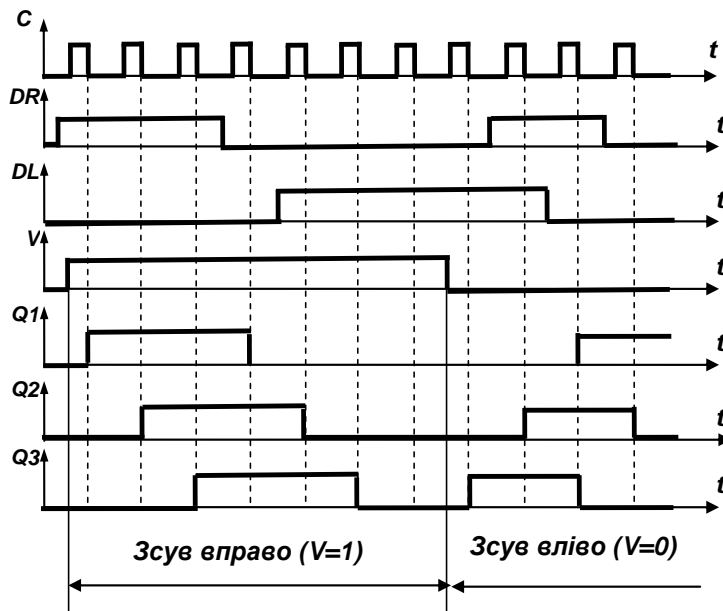 C
t
DR
t
DL
t
V
t
Q1
t
Q2
t
Q3
t
Зсув вправо (V=1)
Зсув вліво (V=0)